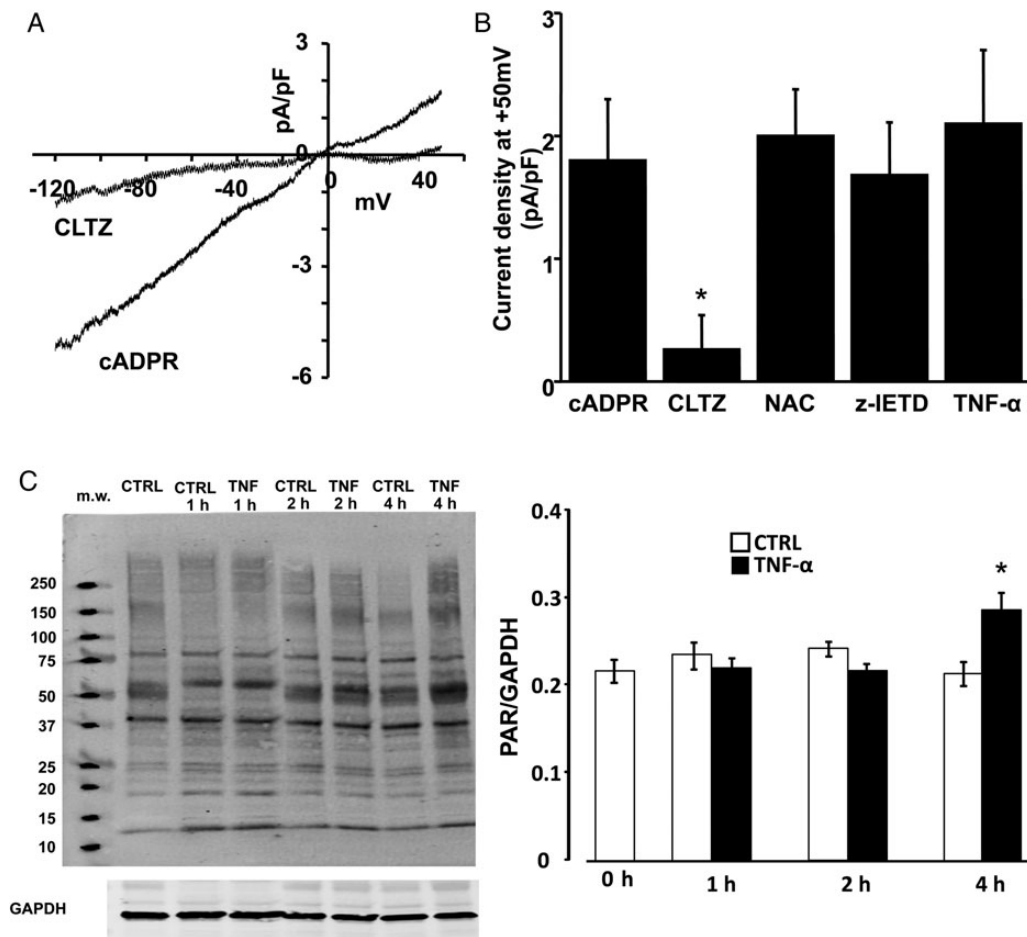 A
3
pA/pF
0
-120
-80
-40
0
40
mV
CLTZ
-3
cADPR
-6
B
Current density at +50mV
(pA/pF)
3
2
1
0
*
cADPR CLTZ NAC z-IETD TNF-α
C
m.w.
CTRL CTRL TNF CTRL TNF CTRL TNF
1 h 1 h 2 h 2 h 4 h 4 h
250
150
100
75
50
37
25
20
15
10
GAPDH
PAR/GAPDH
0.4
0.3
0.2
0.1
0
CTRL
TNF-α
*
0 h 1 h 2 h 4 h